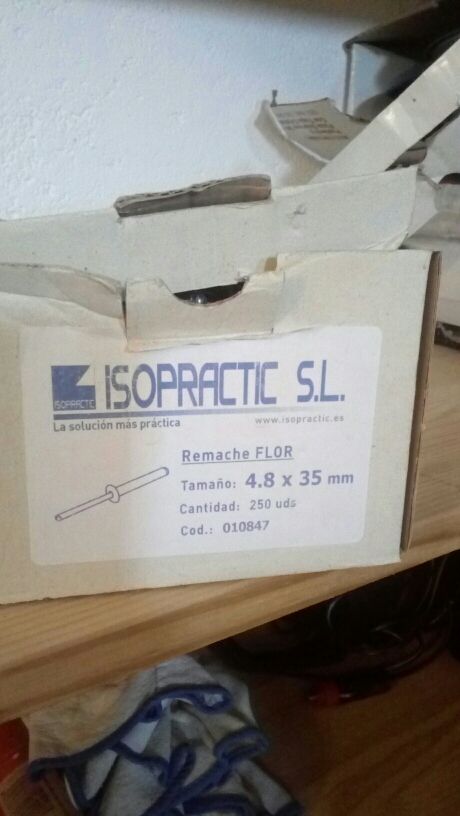 ISOPRACTIC S.L.
ISOPRACTIC
La solución más práctica
www.isopractic.es
Remache FLOR
Tamaño: 4.8 x 35 mm
Cantidad: 250 uds
Cod.: 010847